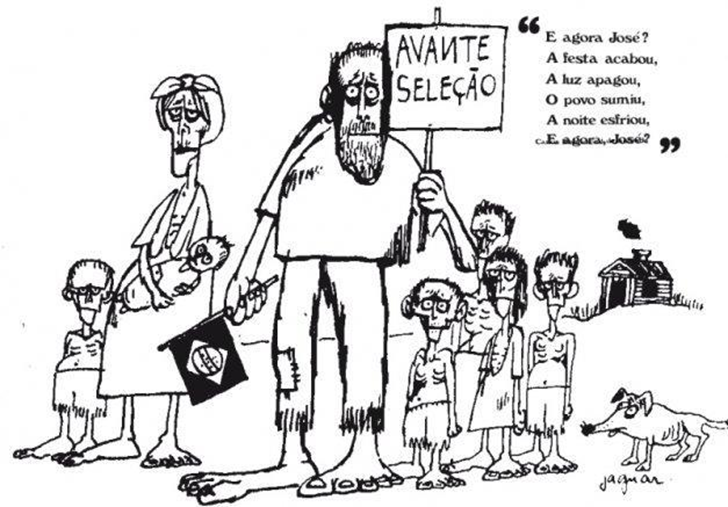 AVANTE
SELEÇÃO
“ E agora José?
A festa acabou,
A luz apagou,
O povo sumiu,
A noite esfriou,
E agora, José? ”
jaguar